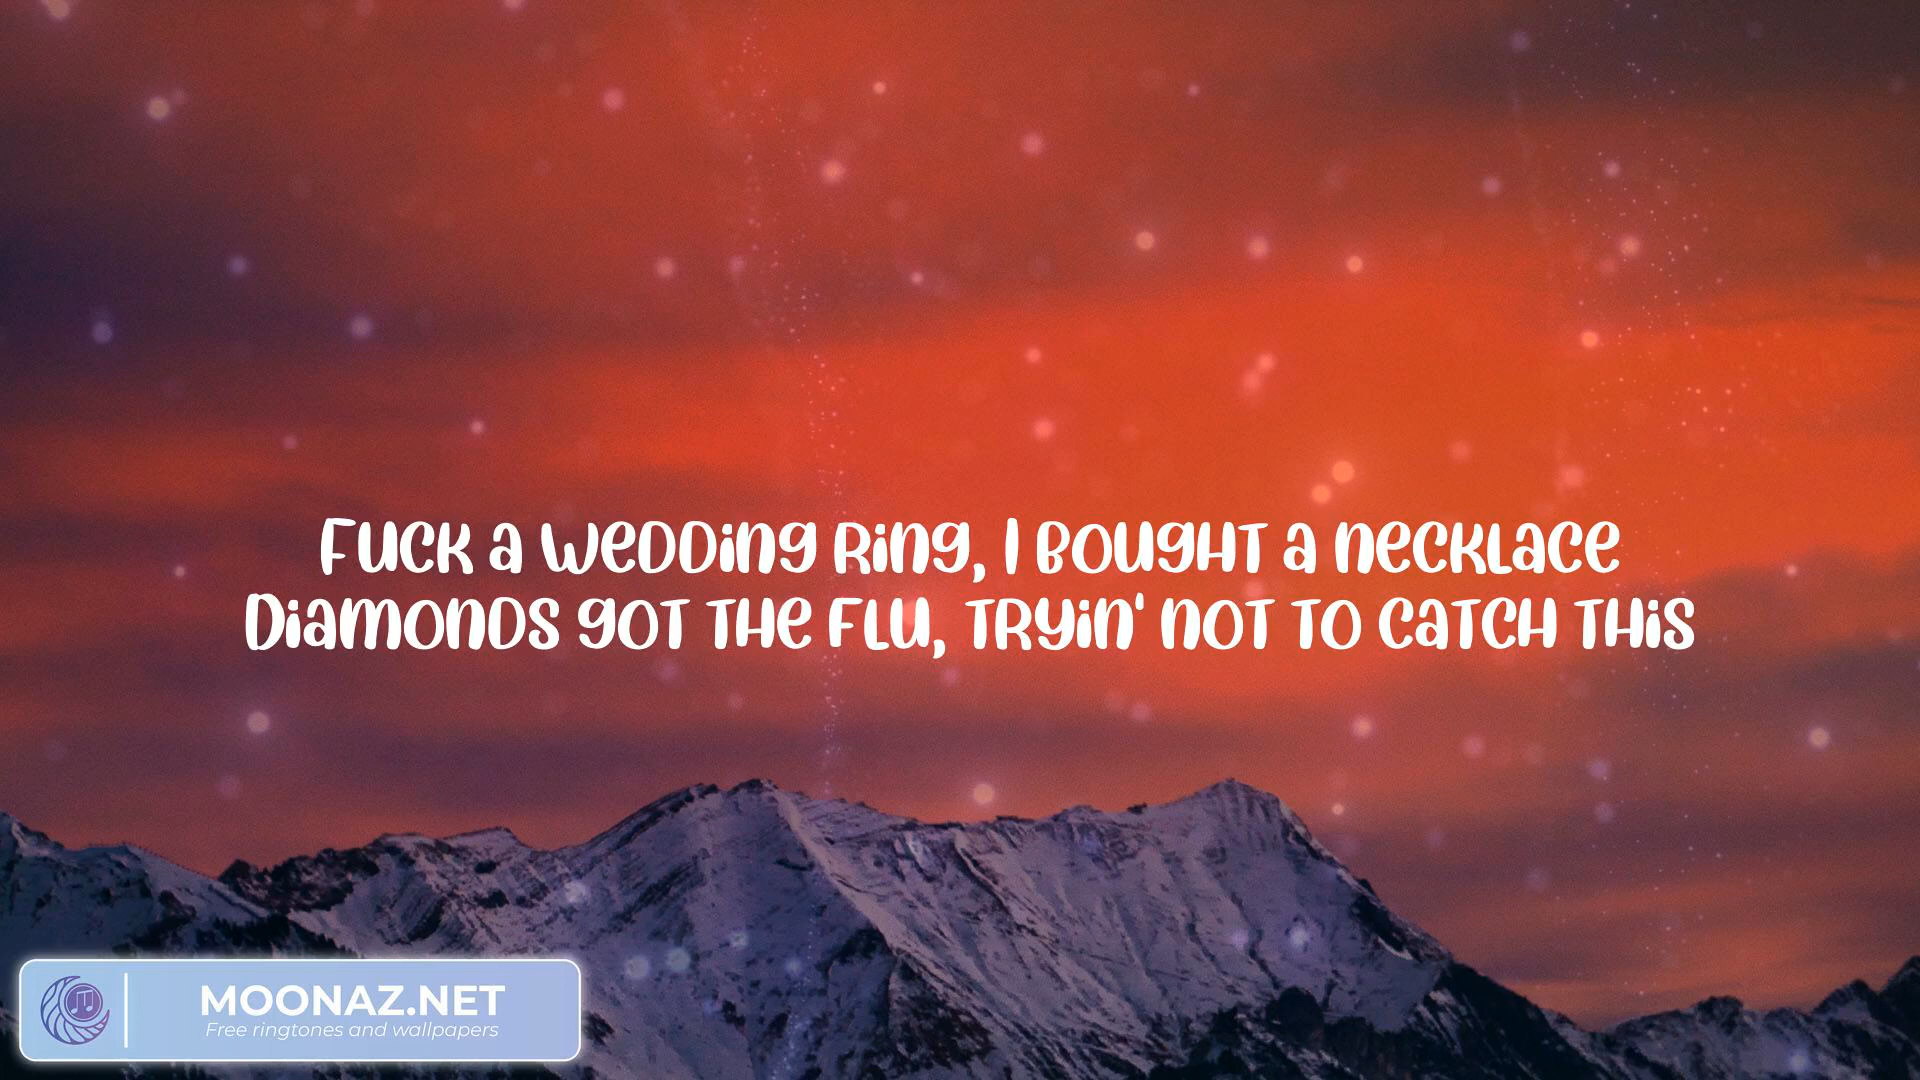 Fuck a wedding ring, I bought a necklace
Diamonds got the flu, tryin' not to catch this
MOONAZ.NET
Free ringtones and wallpapers